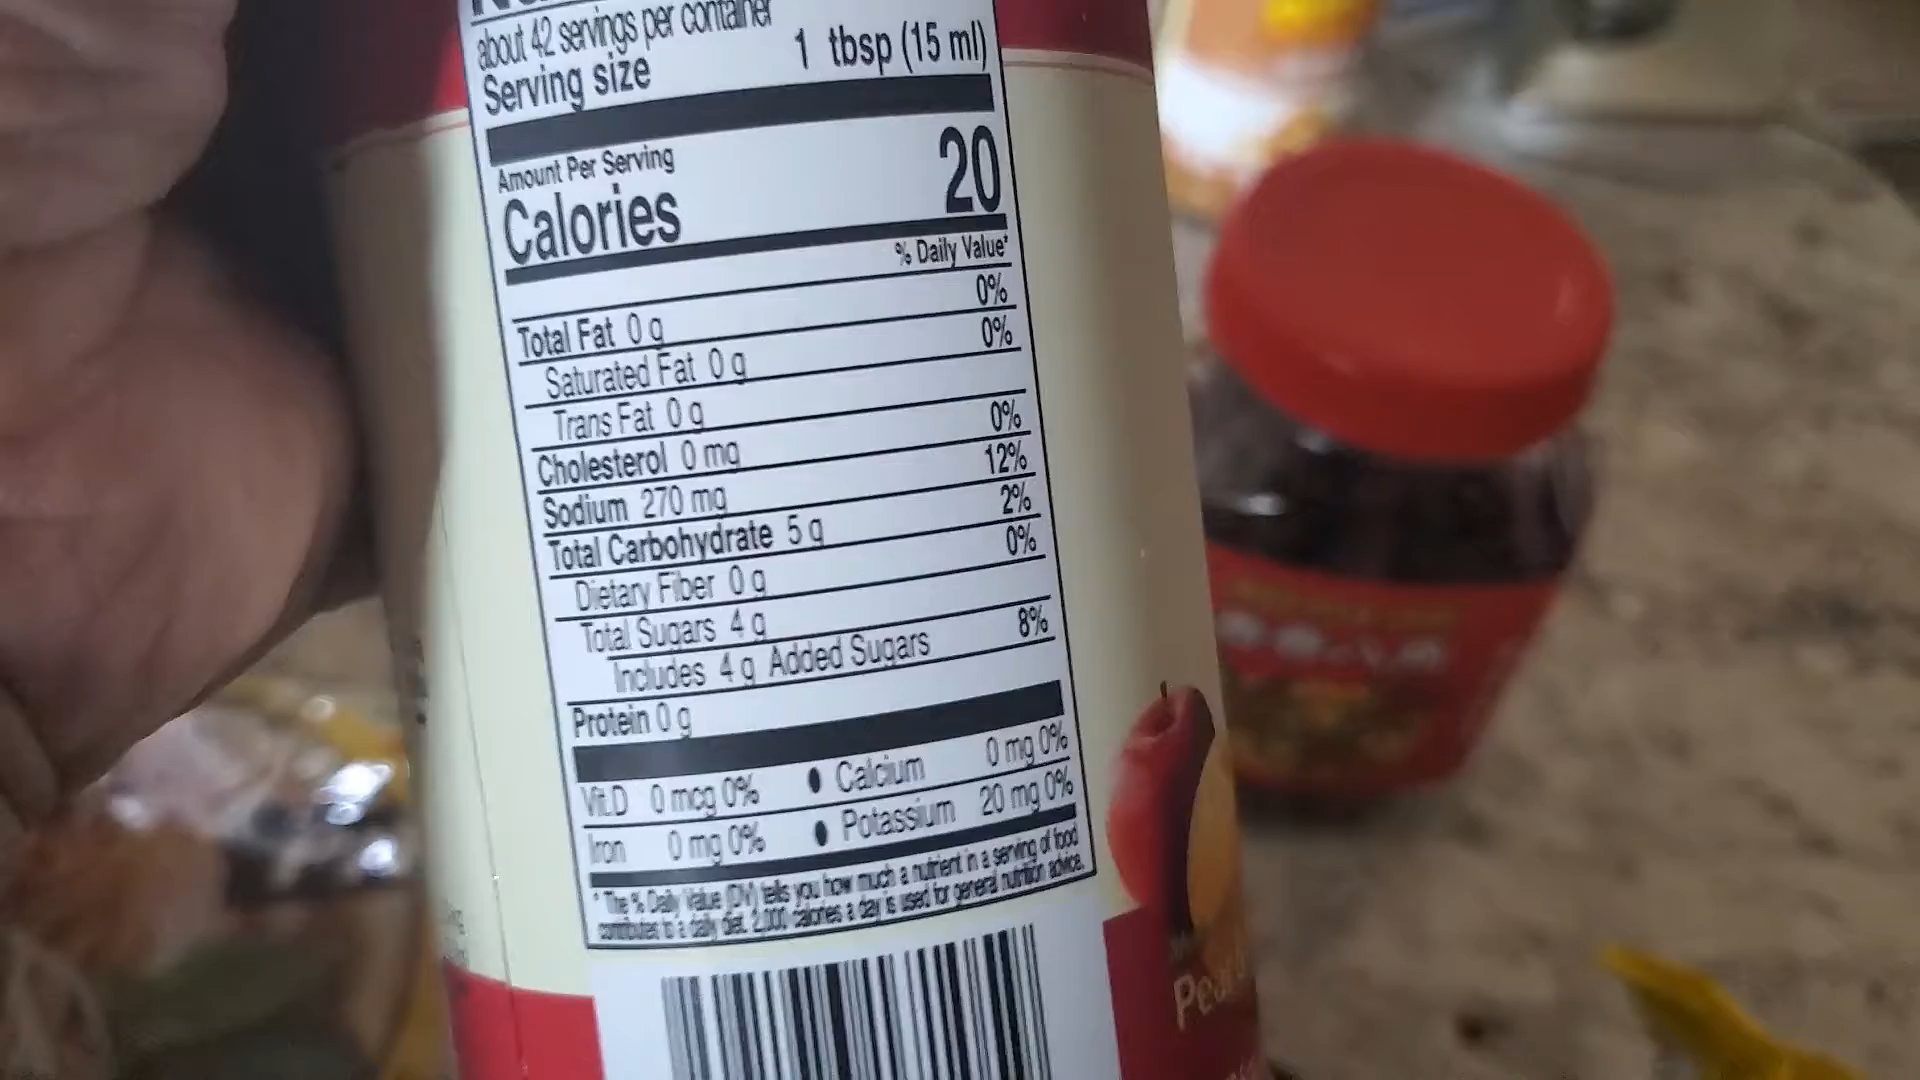 about 42 servings per container
Serving size 1 tbsp (15 ml)
Amount Per Serving
Calories 20
% Daily Value*
Total Fat 0 g 0%
Saturated Fat 0 g 0%
Trans Fat 0 g
Cholesterol 0 mg 0%
Sodium 270 mg 12%
Total Carbohydrate 5 g 2%
Dietary Fiber 0 g 0%
Total Sugars 4 g
Includes 4 g Added Sugars 8%
Protein 0 g
Vit.D 0 mcg 0% • Calcium 0 mg 0%
Iron 0 mg 0% • Potassium 20 mg 0%
* The % Daily Value (DV) tells you how much a nutrient in a serving of food
contributes to a daily diet. 2,000 calories a day is used for general nutrition advice.